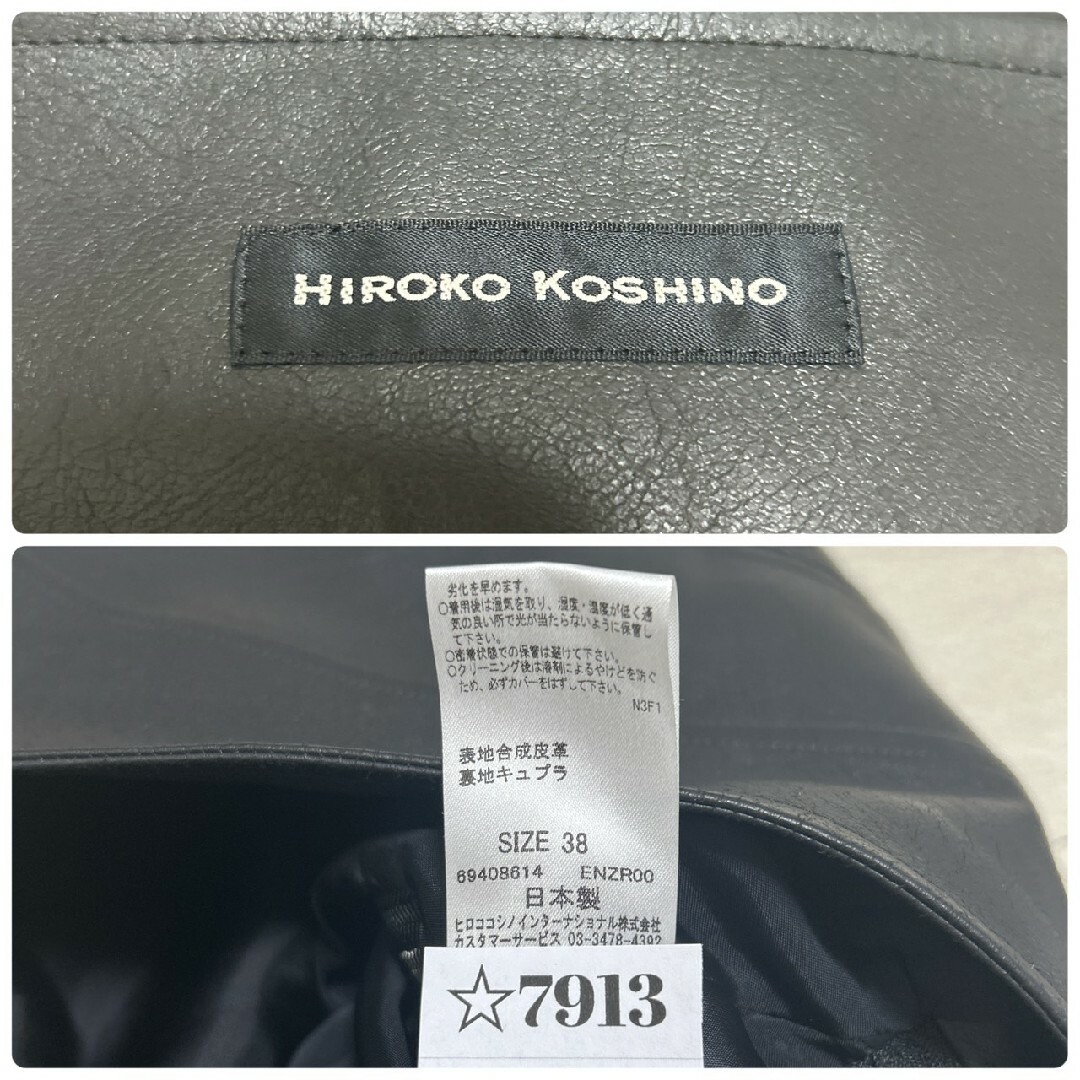 HIROKO KOSHINO
劣化を早めます。
○着用後は湿気を取り、湿度・温度が低く通
気の良い所で光が当たらないように保管し
て下さい。
○密着状態での保管は避けて下さい。
○クリーニング後は溶剤によるやけどを防ぐ
ため、必ずカバーをはずして下さい。
N3F1
表地合成皮革
裏地キュプラ
SIZE 38
69408614 ENZR00
日本製
ヒロココシノインターナショナル株式会社
カスタマーサービス 03-3478-4392
☆7913